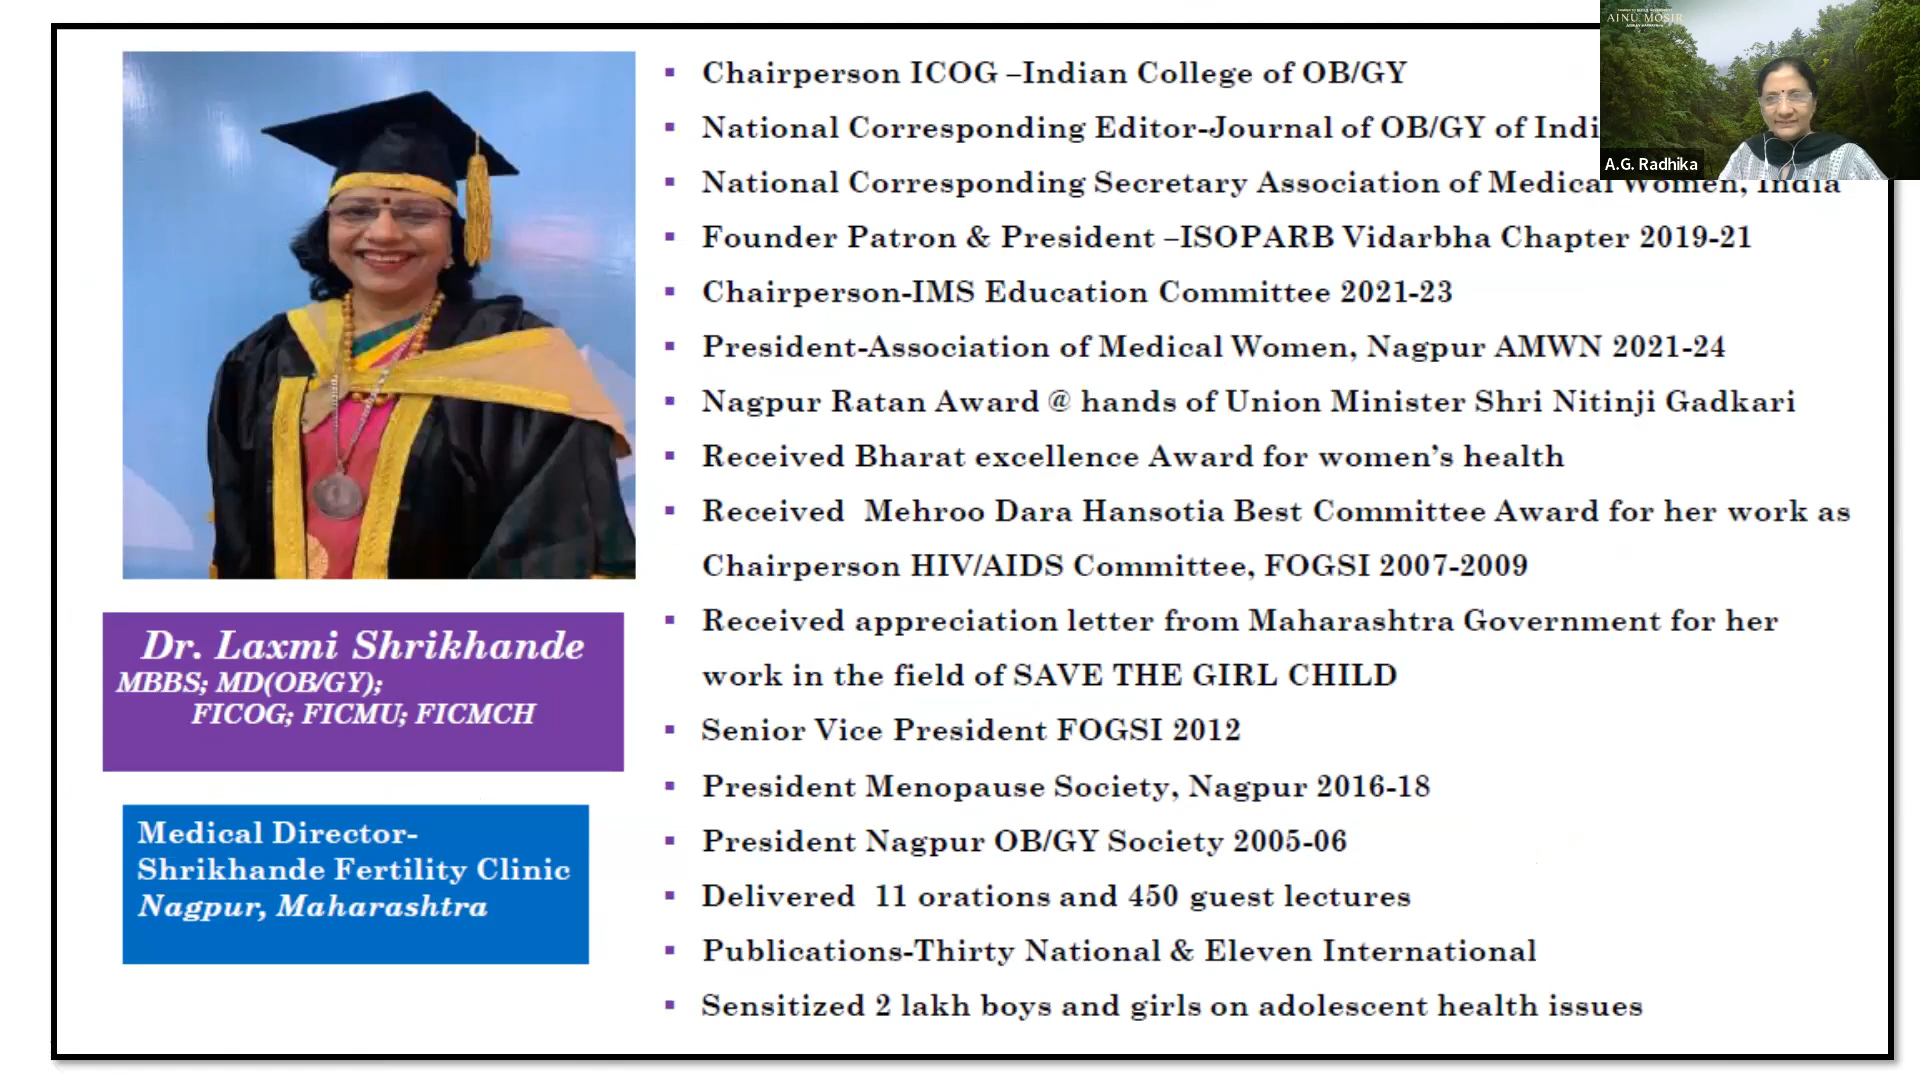 Chairperson ICOG –Indian College of OB/GY
National Corresponding Editor-Journal of OB/GY of Indi
National Corresponding Secretary Association of Medical Women, India
Founder Patron & President –ISOPARB Vidarbha Chapter 2019-21
Chairperson-IMS Education Committee 2021-23
President-Association of Medical Women, Nagpur AMWN 2021-24
Nagpur Ratan Award @ hands of Union Minister Shri Nitinji Gadkari
Received Bharat excellence Award for women’s health
Received  Mehroo Dara Hansotia Best Committee Award for her work as
Chairperson HIV/AIDS Committee, FOGSI 2007-2009
Received appreciation letter from Maharashtra Government for her
work in the field of SAVE THE GIRL CHILD
Senior Vice President FOGSI 2012
President Menopause Society, Nagpur 2016-18
President Nagpur OB/GY Society 2005-06
Delivered  11 orations and 450 guest lectures
Publications-Thirty National & Eleven International
Sensitized 2 lakh boys and girls on adolescent health issues
Dr. Laxmi Shrikhande
MBBS; MD(OB/GY);
FICOG; FICMU; FICMCH
Medical Director-
Shrikhande Fertility Clinic
Nagpur, Maharashtra
AINU MOSIR
A.G. Radhika